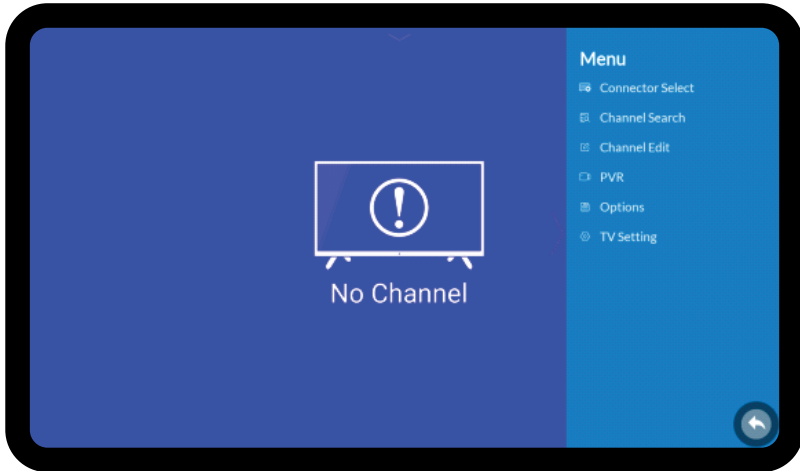 Menu
Connector Select
Channel Search
Channel Edit
PVR
Options
TV Setting
No Channel